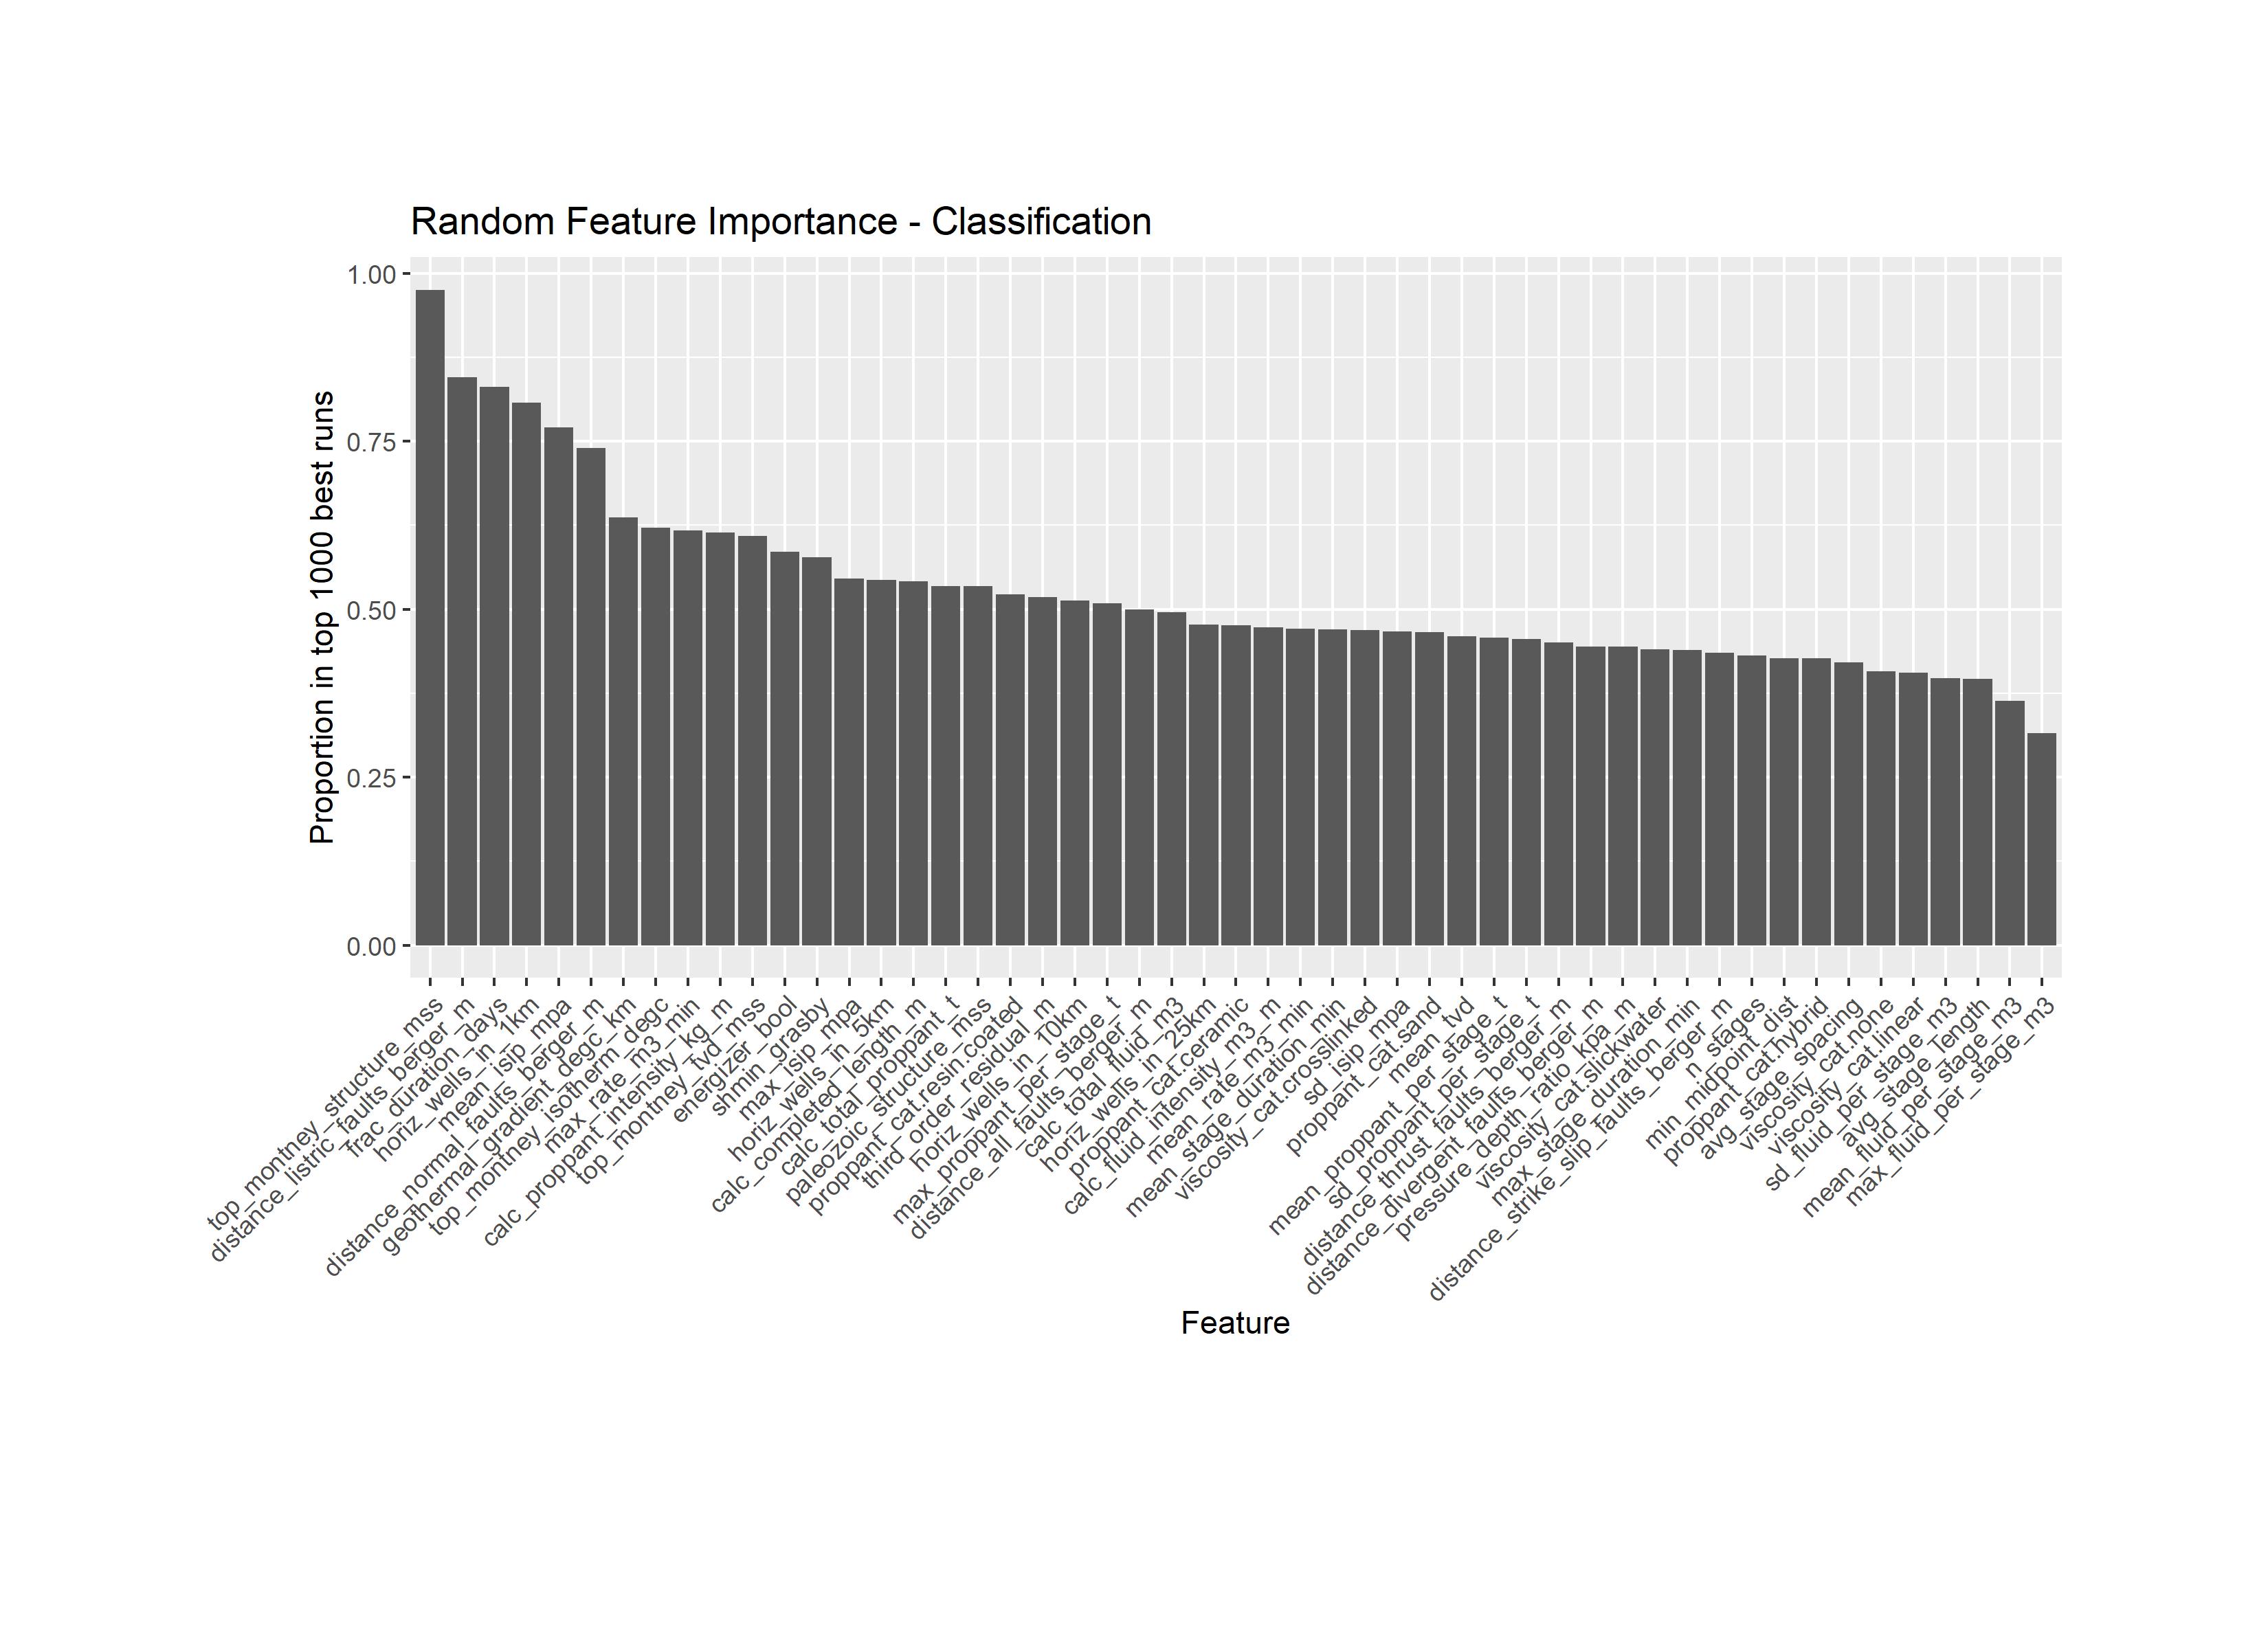 Random Feature Importance - Classification
Proportion in top 1000 best runs
1.00
0.75
0.50
0.25
0.00
top_montney_structure_mss
distance_listric_faults_berger_m
frac_duration_days
horiz_wells_in_1km
mean_isip_mpa
distance_normal_faults_berger_m
geothermal_gradient_degc_km
top_montney_isotherm_degc
max_rate_m3_min
calc_proppant_intensity_kg_m
top_montney_tvd_mss
energizer_bool
shmin_grasby
max_isip_mpa
horiz_wells_in_5km
calc_completed_length_m
calc_total_proppant_t
paleozoic_structure_mss
proppant_cat.resin.coated
third_order_residual_m
horiz_wells_in_10km
max_proppant_per_stage_t
distance_all_faults_berger_m
calc_total_fluid_m3
horiz_wells_in_25km
proppant_cat.ceramic
calc_fluid_intensity_m3_m
mean_rate_m3_min
mean_stage_duration_min
viscosity_cat.crosslinked
sd_isip_mpa
proppant_cat.sand
mean_tvd
mean_proppant_per_stage_t
sd_proppant_per_stage_t
distance_thrust_faults_berger_m
distance_divergent_faults_berger_m
pressure_depth_ratio_kpa_m
viscosity_cat.slickwater
max_stage_duration_min
distance_strike_slip_faults_berger_m
n_stages
min_midpoint_dist
proppant_cat.hybrid
avg_stage_spacing
viscosity_cat.none
viscosity_cat.linear
sd_fluid_per_stage_m3
avg_stage_length
mean_fluid_per_stage_m3
max_fluid_per_stage_m3
Feature